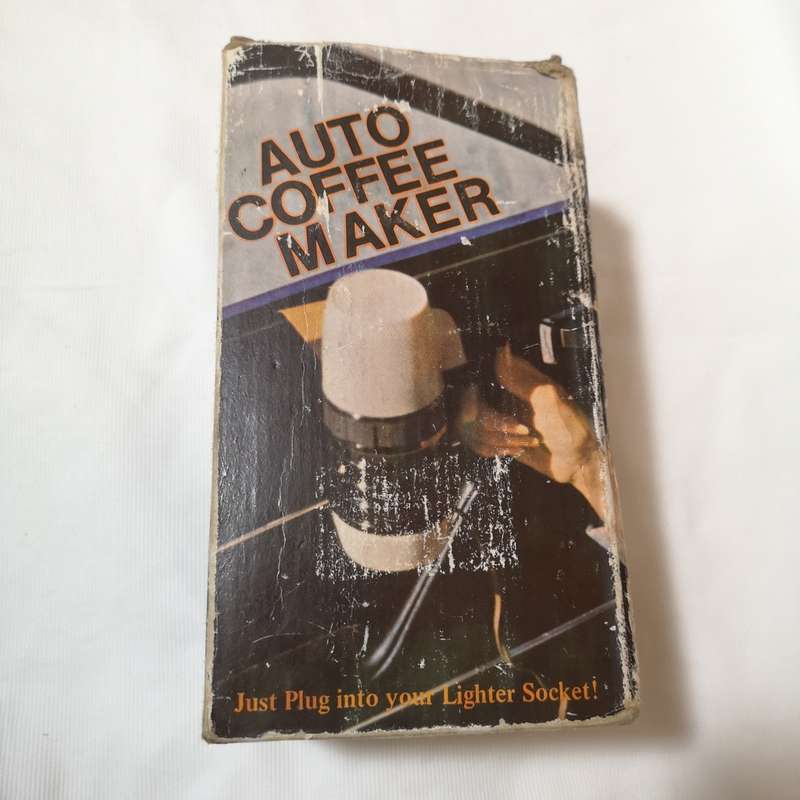 AUTO
COFFEE
MAKER
Just Plug into your Lighter Socket!